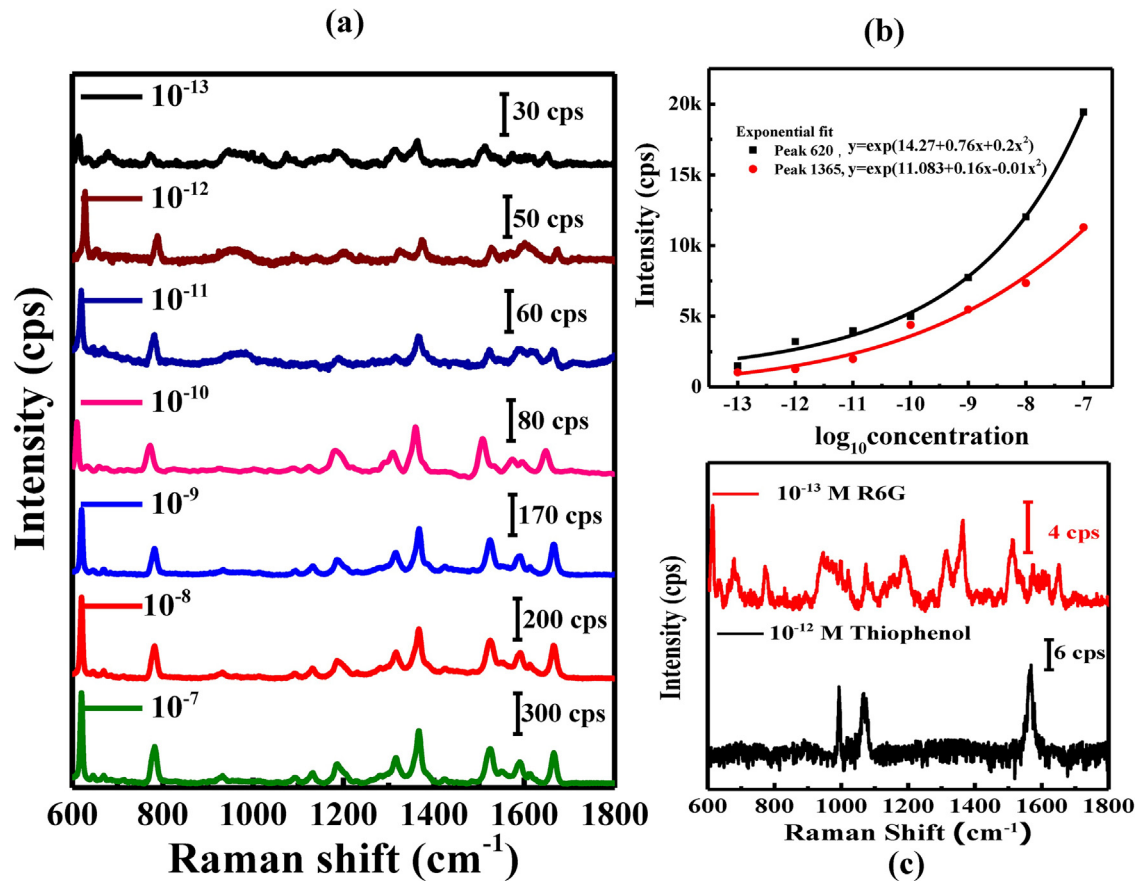 (a)
10⁻¹³
30 cps
10⁻¹²
50 cps
10⁻¹¹
60 cps
10⁻¹⁰
80 cps
10⁻⁹
170 cps
10⁻⁸
200 cps
10⁻⁷
300 cps
Intensity (cps)
600 800 1000 1200 1400 1600 1800
Raman shift (cm⁻¹)
(b)
20k
15k
10k
5k
0
Intensity (cps)
Exponential fit
Peak 620 , y=exp(14.27+0.76x+0.2x²)
Peak 1365, y=exp(11.083+0.16x-0.01x²)
-13 -12 -11 -10 -9 -8 -7
log₁₀concentration
10⁻¹³ M R6G
4 cps
10⁻¹² M Thiophenol
6 cps
Intensity (cps)
600 800 1000 1200 1400 1600 1800
Raman Shift (cm⁻¹)
(c)